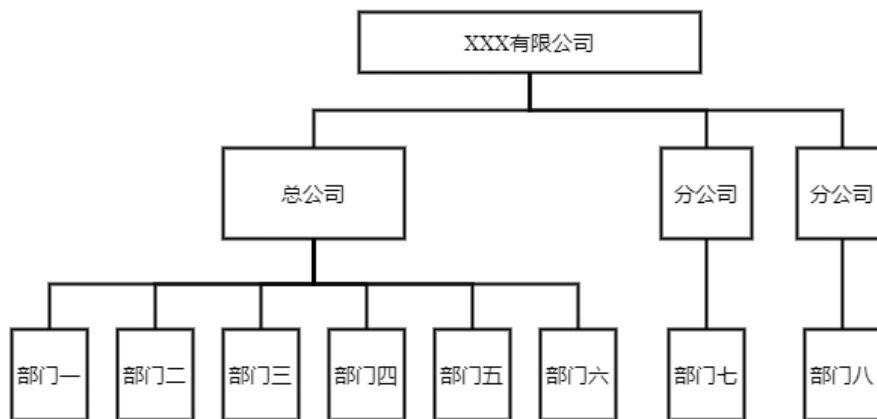 XXX有限公司
总公司
分公司
分公司
部门一
部门二
部门三
部门四
部门五
部门六
部门七
部门八